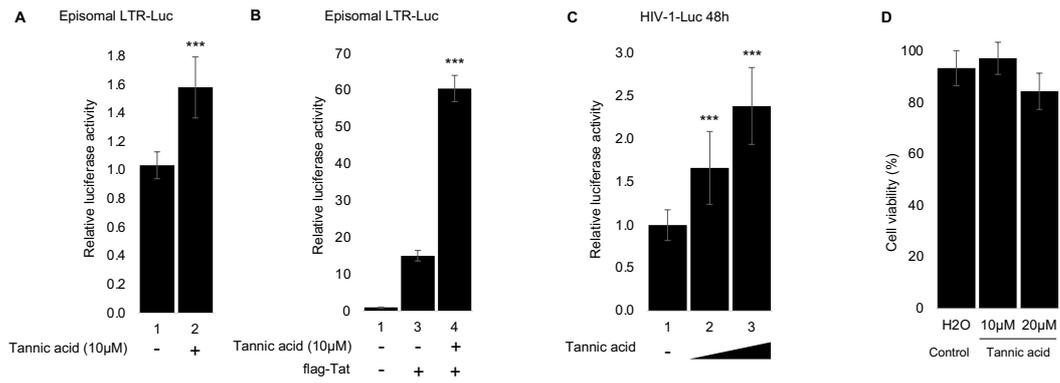 A
Episomal LTR-Luc
Relative luciferase activity
1.8
1.6
1.4
1.2
1.0
0.8
0.6
0.4
0.2
0.0
***
1 2
Tannic acid (10µM) - +
B
Episomal LTR-Luc
Relative luciferase activity
70
60
50
40
30
20
10
0
***
1 3 4
Tannic acid (10µM) - - +
flag-Tat - + +
C
HIV-1-Luc 48h
Relative luciferase activity
3.0
2.5
2.0
1.5
1.0
0.5
0.0
***
***
1 2 3
Tannic acid -
D
Cell viability (%)
100
80
60
40
20
0
H2O 10µM 20µM
Control Tannic acid